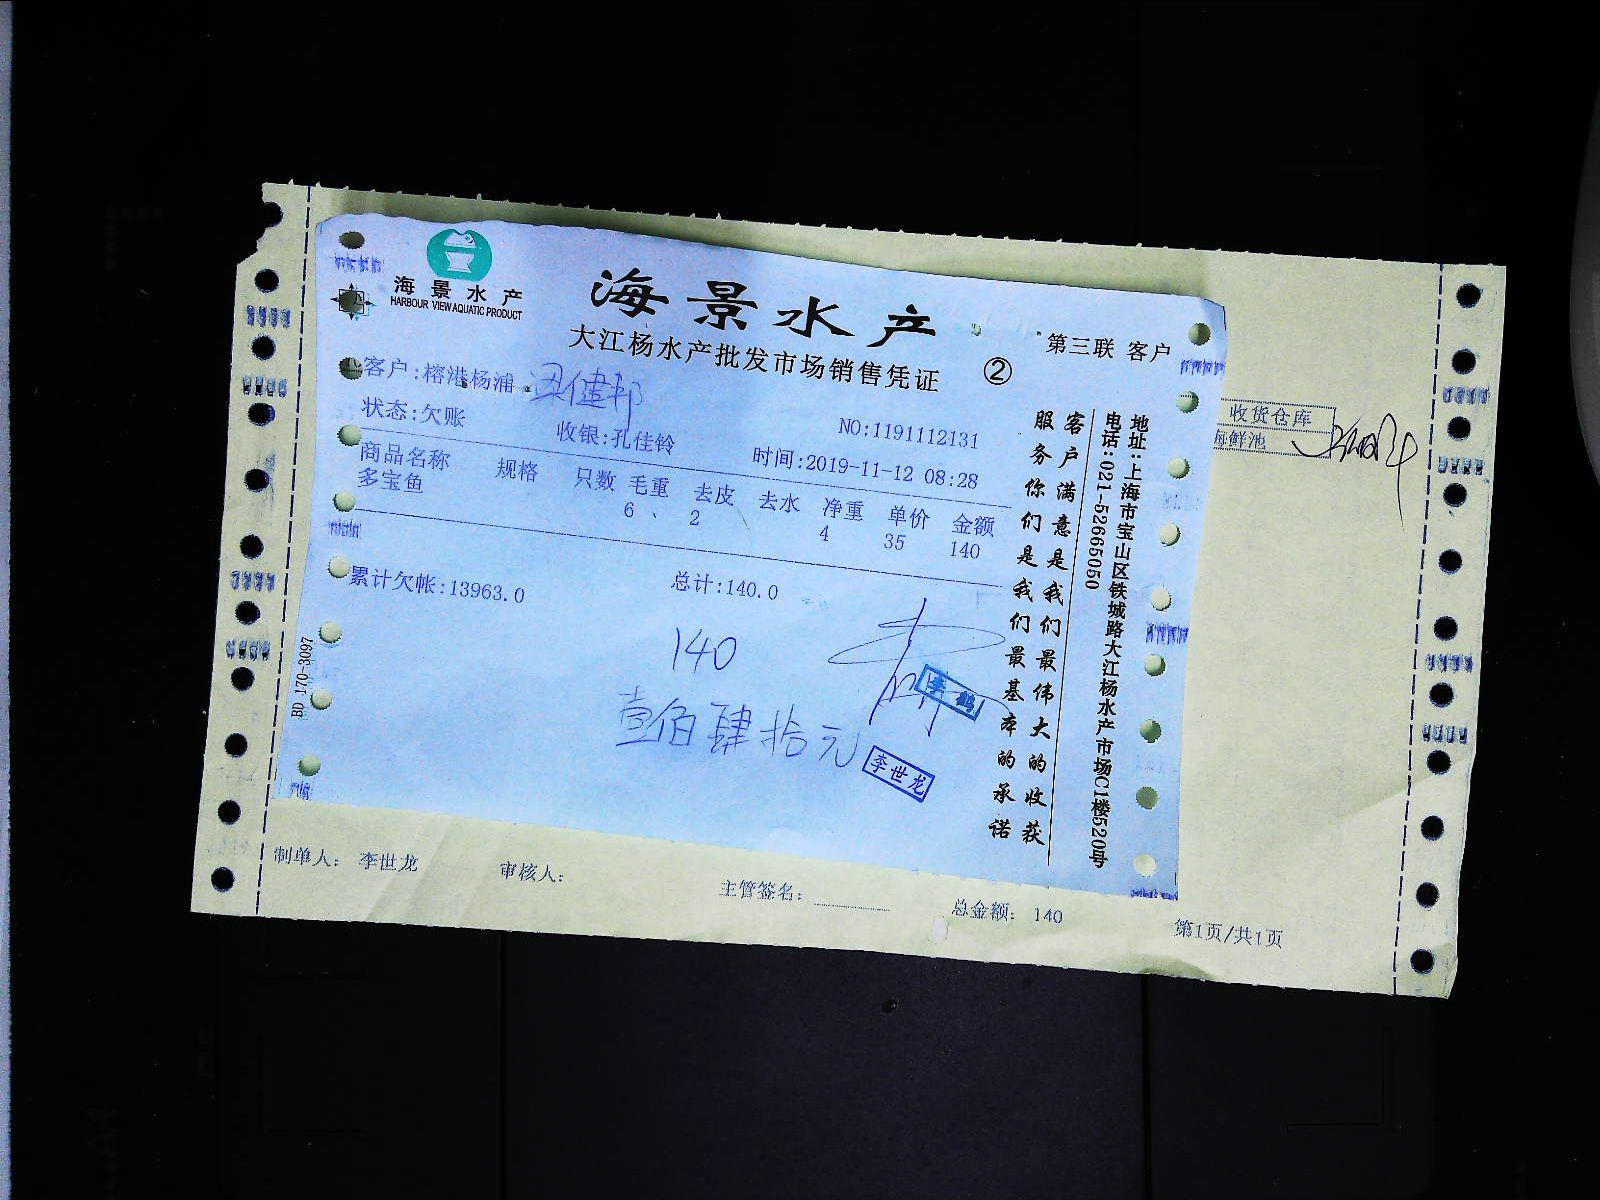 海景水产
HARBOUR VIEW AQUATIC PRODUCT
海景水产
大江杨水产批发市场销售凭证 ② 第三联 客户
客户:榕港杨浦
状态:欠账 收银:孔佳铃 NO:1191112131
时间:2019-11-12 08:28
商品名称 规格 只数 毛重 去皮 去水 净重 单价 金额
多宝鱼 6 2 4 35 140
累计欠帐:13963.0 总计:140.0
140
壹佰肆拾元
李鹤
李世龙
BD 170-3097
地址:上海市宝山区铁城路大江杨水产市场C1楼520号
电话:021-52665050
客户满意是我们最伟大的收获
服务你们是我们最基本的承诺
收货仓库
海鲜池
制单人: 李世龙 审核人: 主管签名: 总金额: 140 第1页/共1页